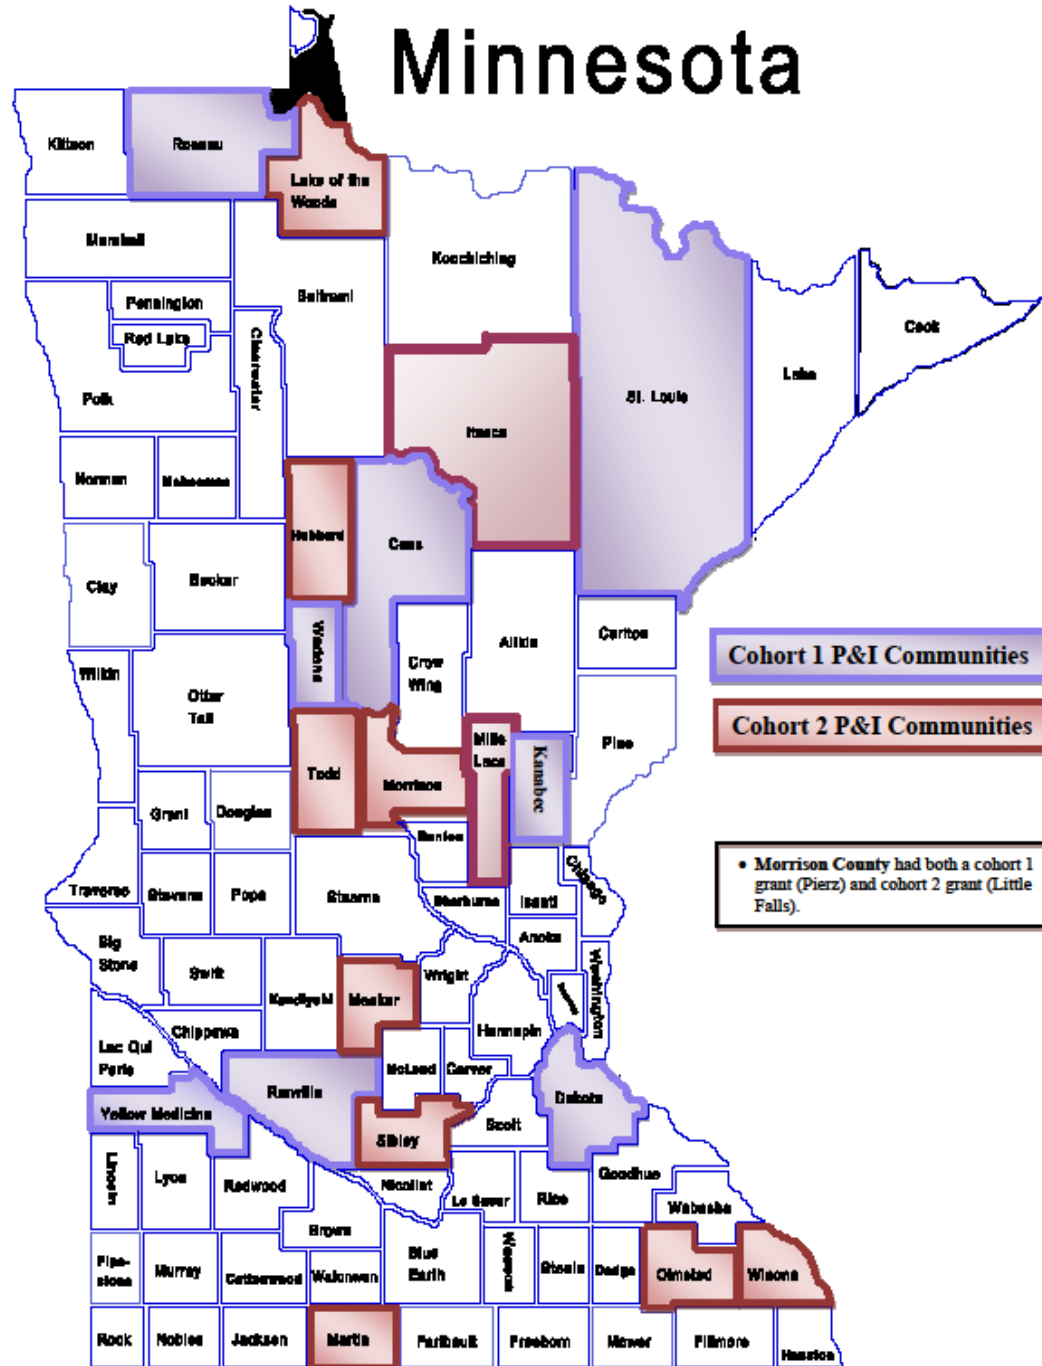 Minnesota
Kittson
Roseau
Lake of the
Woods
Marshall
Koochiching
Beltrami
Pennington
Red Lake
Clearwater
Cook
Lake
St. Louis
Polk
Itasca
Norman
Mahnomen
Hubbard
Cass
Clay
Becker
Wadena
Crow
Wing
Aitkin
Carlton
Cohort 1 P&I Communities
Wilkin
Otter
Tail
Cohort 2 P&I Communities
Mille
Lacs
Kanabec
Pine
Todd
Morrison
Grant
Douglas
Benton
• Morrison County had both a cohort 1
grant (Pierz) and cohort 2 grant (Little
Falls).
Traverse
Stevens
Pope
Stearns
Sherburne
Isanti
Chisago
Anoka
Big
Stone
Swift
Kandiyohi
Meeker
Wright
Washington
Hennepin
Lac Qui
Parle
Chippewa
McLeod
Carver
Renville
Dakota
Yellow Medicine
Sibley
Scott
Lincoln
Lyon
Redwood
Nicollet
Le Sueur
Rice
Goodhue
Wabasha
Brown
Pipe-
stone
Murray
Cottonwood
Watonwan
Blue
Earth
Waseca
Steele
Dodge
Olmsted
Winona
Rock
Nobles
Jackson
Martin
Faribault
Freeborn
Mower
Fillmore
Houston